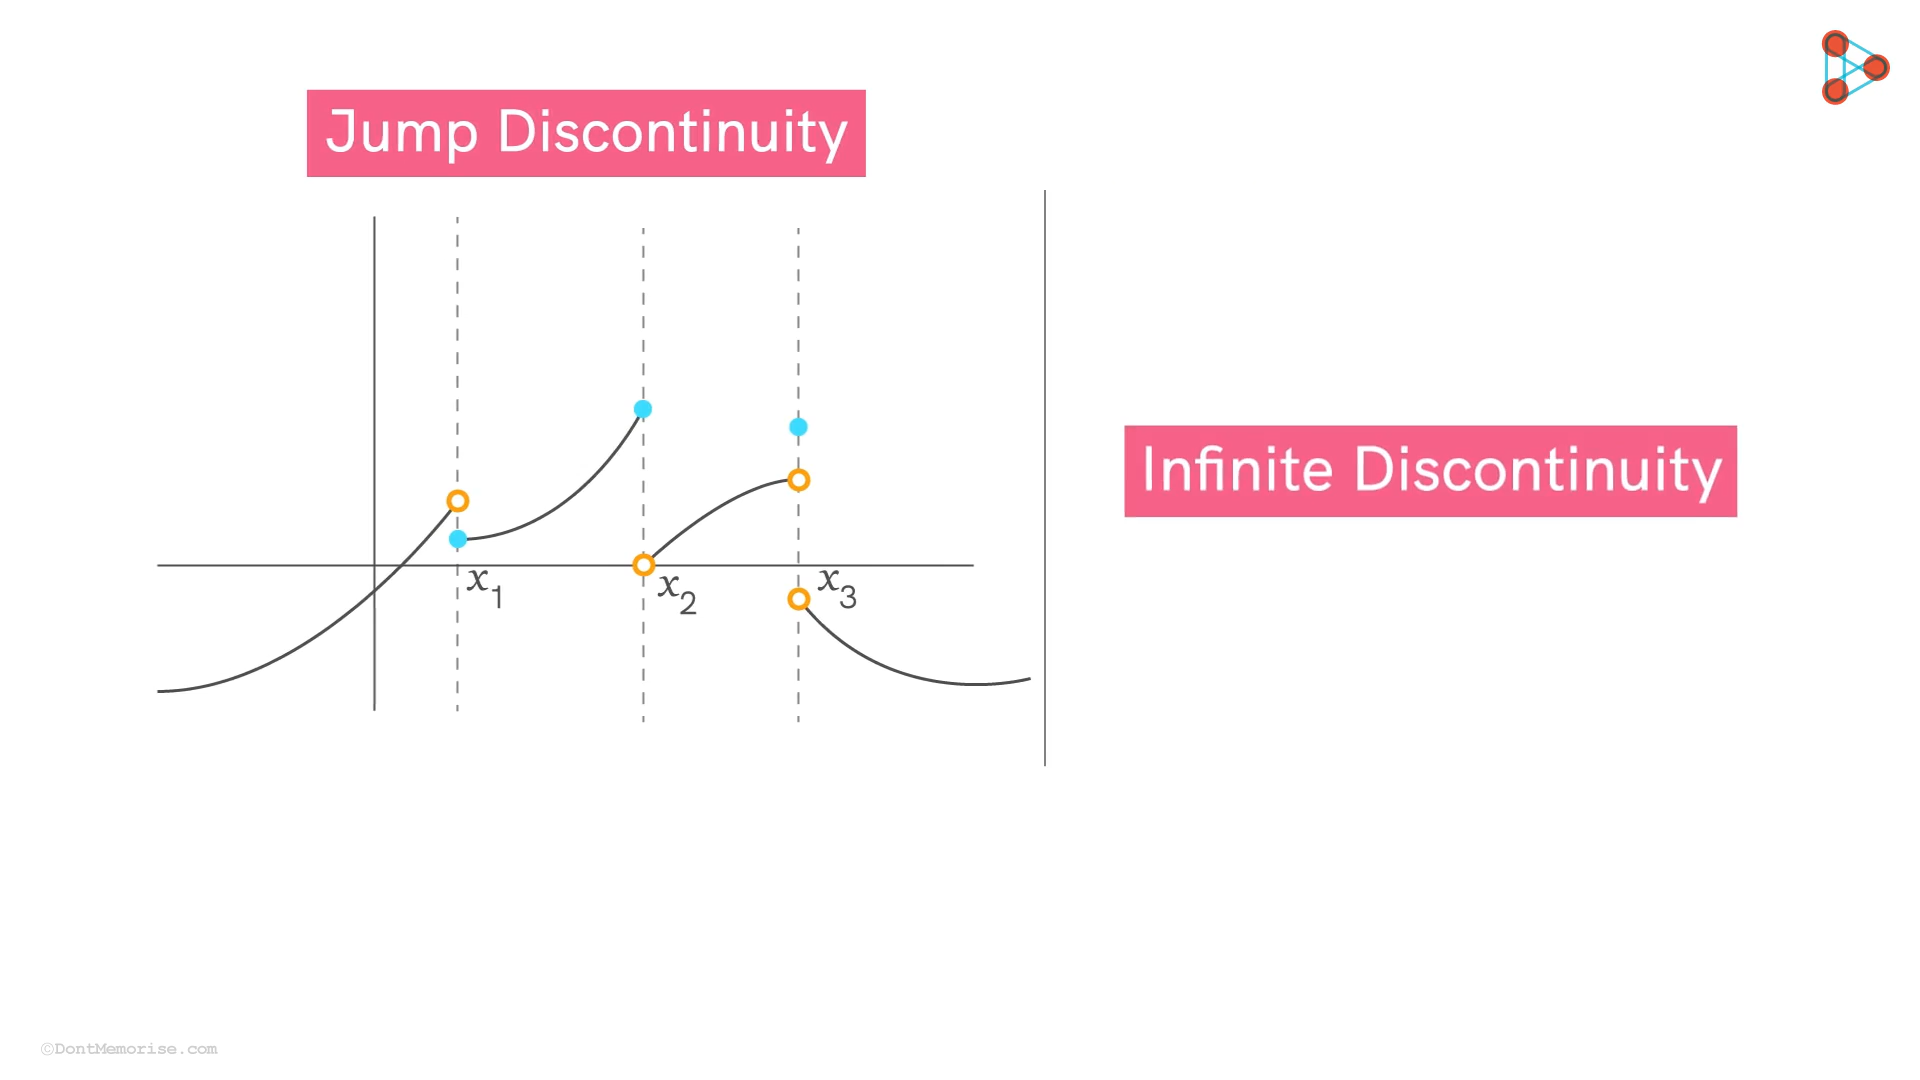 Jump Discontinuity
Infinite Discontinuity
x₁
x₂
x₃
©DontMemorise.com